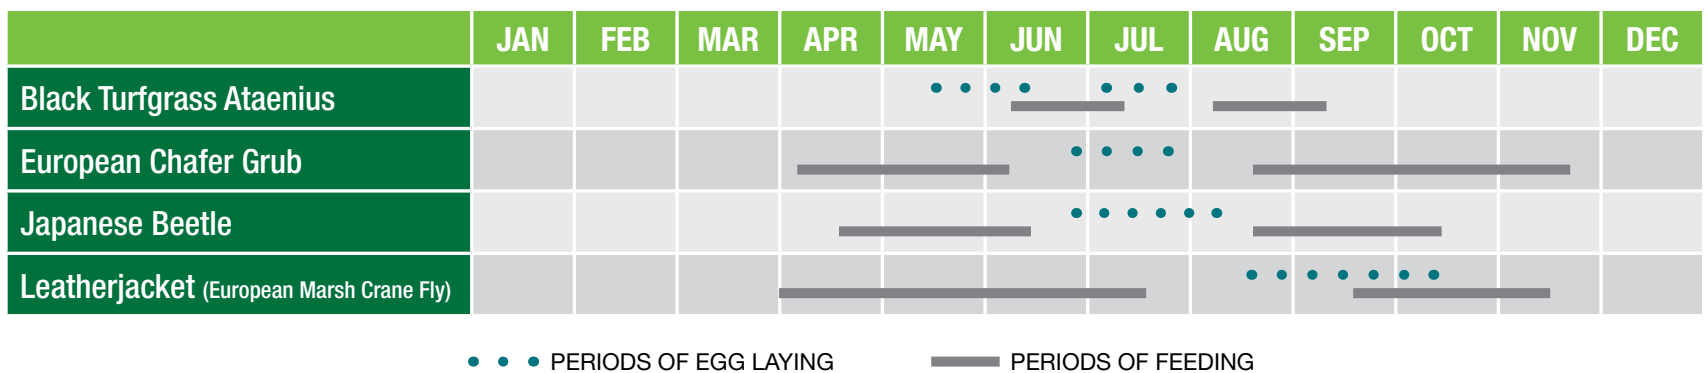 JAN FEB MAR APR MAY JUN JUL AUG SEP OCT NOV DEC
Black Turfgrass Ataenius
European Chafer Grub
Japanese Beetle
Leatherjacket (European Marsh Crane Fly)
PERIODS OF EGG LAYING PERIODS OF FEEDING